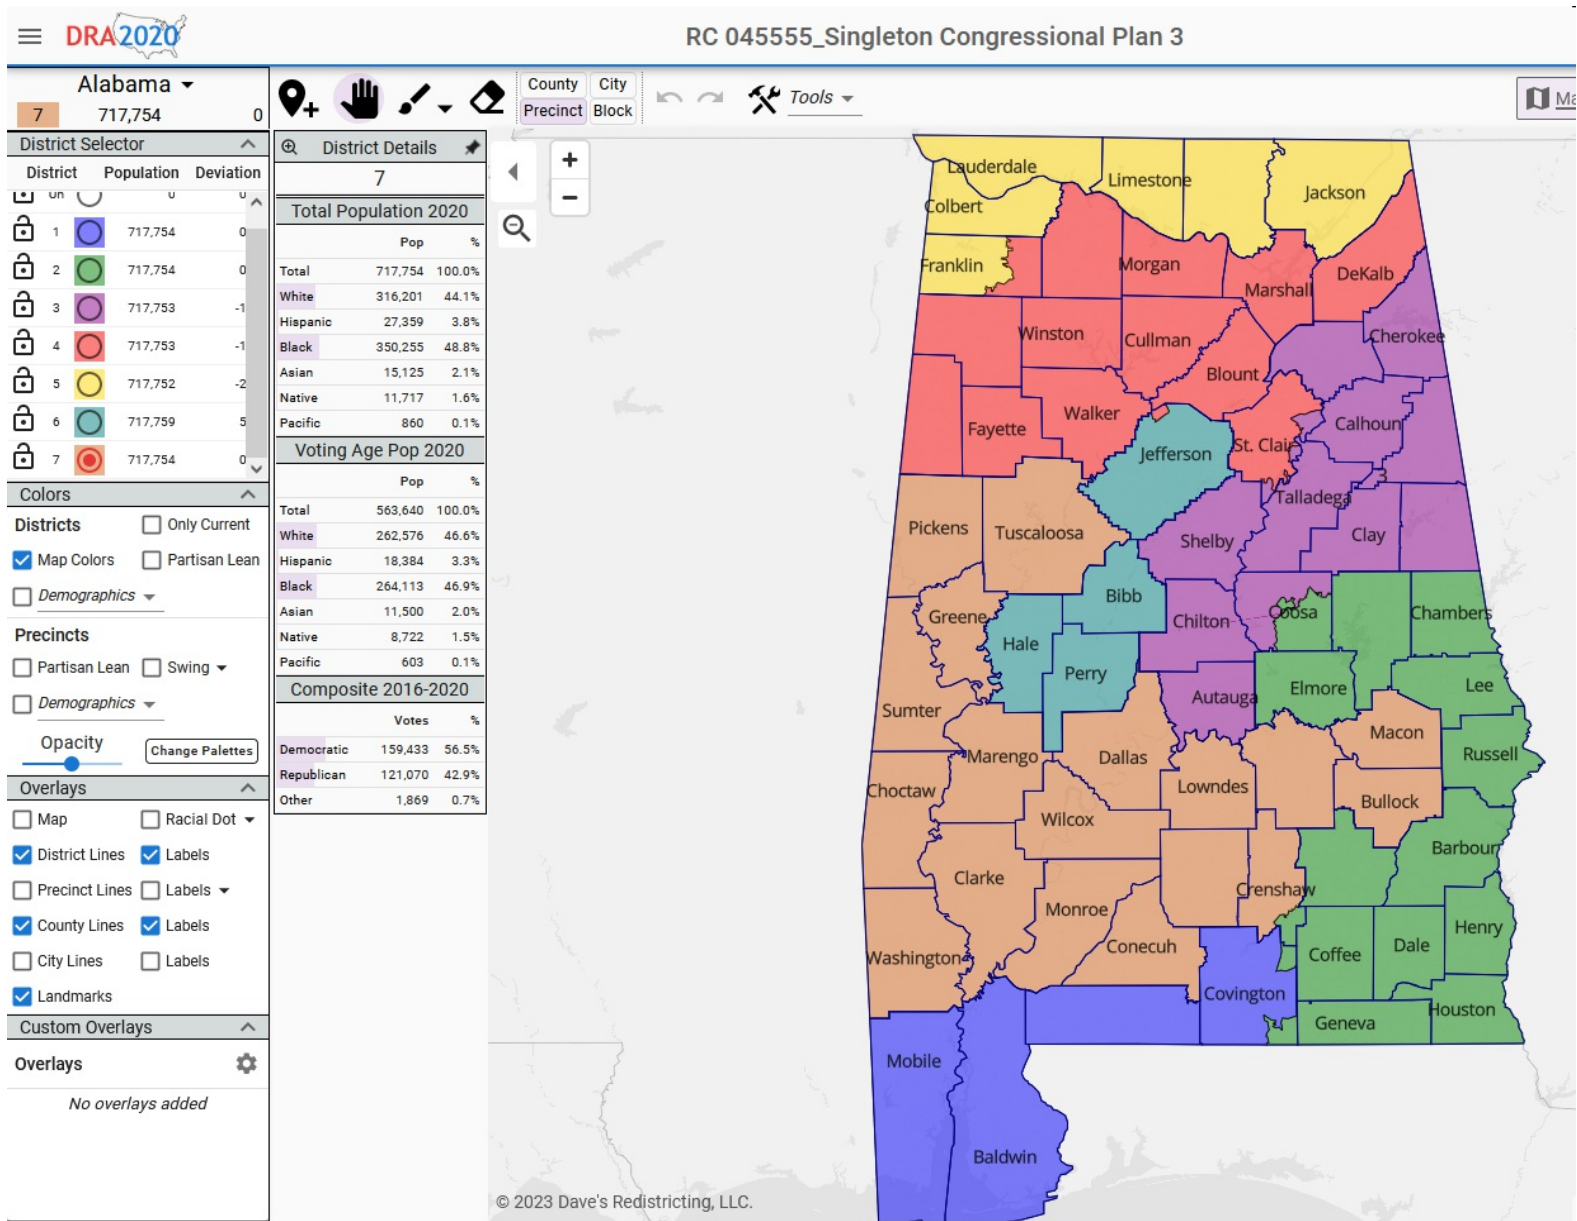 DRA2020
RC 045555_Singleton Congressional Plan 3
Alabama
7 717,754 0
County City
Precinct Block
Tools
Ma
District Selector
District Population Deviation
Un 0 0
1 717,754 0
2 717,754 0
3 717,753 -1
4 717,753 -1
5 717,752 -2
6 717,759 5
7 717,754 0
Colors
Districts Only Current
Map Colors Partisan Lean
Demographics
Precincts
Partisan Lean Swing
Demographics
Opacity Change Palettes
Overlays
Map Racial Dot
District Lines Labels
Precinct Lines Labels
County Lines Labels
City Lines Labels
Landmarks
Custom Overlays
Overlays
No overlays added
District Details
7
Total Population 2020
Pop %
Total 717,754 100.0%
White 316,201 44.1%
Hispanic 27,359 3.8%
Black 350,255 48.8%
Asian 15,125 2.1%
Native 11,717 1.6%
Pacific 860 0.1%
Voting Age Pop 2020
Pop %
Total 563,640 100.0%
White 262,576 46.6%
Hispanic 18,384 3.3%
Black 264,113 46.9%
Asian 11,500 2.0%
Native 8,722 1.5%
Pacific 603 0.1%
Composite 2016-2020
Votes %
Democratic 159,433 56.5%
Republican 121,070 42.9%
Other 1,869 0.7%
+
−
Lauderdale
Limestone
Jackson
Colbert
Franklin
Morgan
DeKalb
Marshall
Winston
Cullman
Cherokee
Blount
Walker
Fayette
Calhoun
Jefferson
St. Clair
3
Talladega
Pickens
Tuscaloosa
Shelby
Clay
Bibb
Greene
Chilton
Coosa
Chambers
Hale
Perry
Elmore
Lee
Autauga
Sumter
Macon
Marengo
Dallas
Russell
Choctaw
Lowndes
Bullock
Wilcox
Barbour
Clarke
Crenshaw
Monroe
Henry
Conecuh
Coffee
Dale
Washington
Covington
Houston
Geneva
Mobile
Baldwin
© 2023 Dave's Redistricting, LLC.